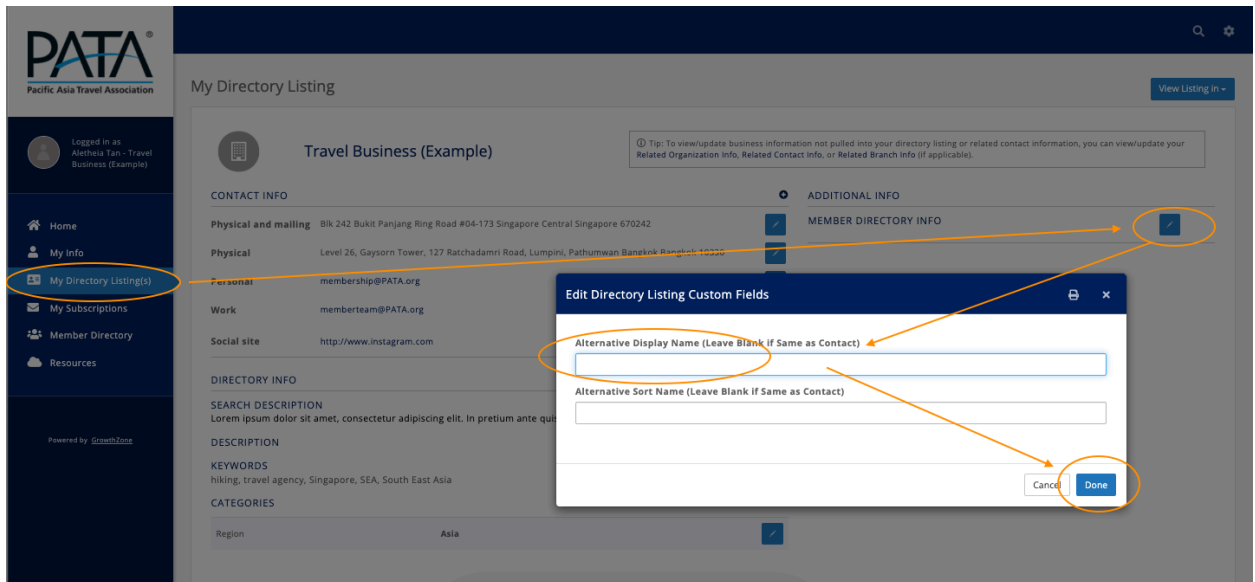 PATA®
Pacific Asia Travel Association
Logged in as
Aletheia Tan - Travel
Business (Example)
Home
My Info
My Directory Listing(s)
My Subscriptions
Member Directory
Resources
Powered by GrowthZone
My Directory Listing
View Listing in
Travel Business (Example)
Tip: To view/update business information not pulled into your directory listing or related contact information, you can view/update your
Related Organization Info, Related Contact Info, or Related Branch Info (if applicable).
CONTACT INFO
Physical and mailing Blk 242 Bukit Panjang Ring Road #04-173 Singapore Central Singapore 670242
Physical Level 26, Gaysorn Tower, 127 Ratchadamri Road, Lumpini, Pathumwan Bangkok Bangkok 10330
Personal membership@PATA.org
Work memberteam@PATA.org
Social site http://www.instagram.com
DIRECTORY INFO
SEARCH DESCRIPTION
Lorem ipsum dolor sit amet, consectetur adipiscing elit. In pretium ante quis
DESCRIPTION
KEYWORDS
hiking, travel agency, Singapore, SEA, South East Asia
CATEGORIES
Region Asia
ADDITIONAL INFO
MEMBER DIRECTORY INFO
Edit Directory Listing Custom Fields
Alternative Display Name (Leave Blank if Same as Contact)
Alternative Sort Name (Leave Blank if Same as Contact)
Cancel Done